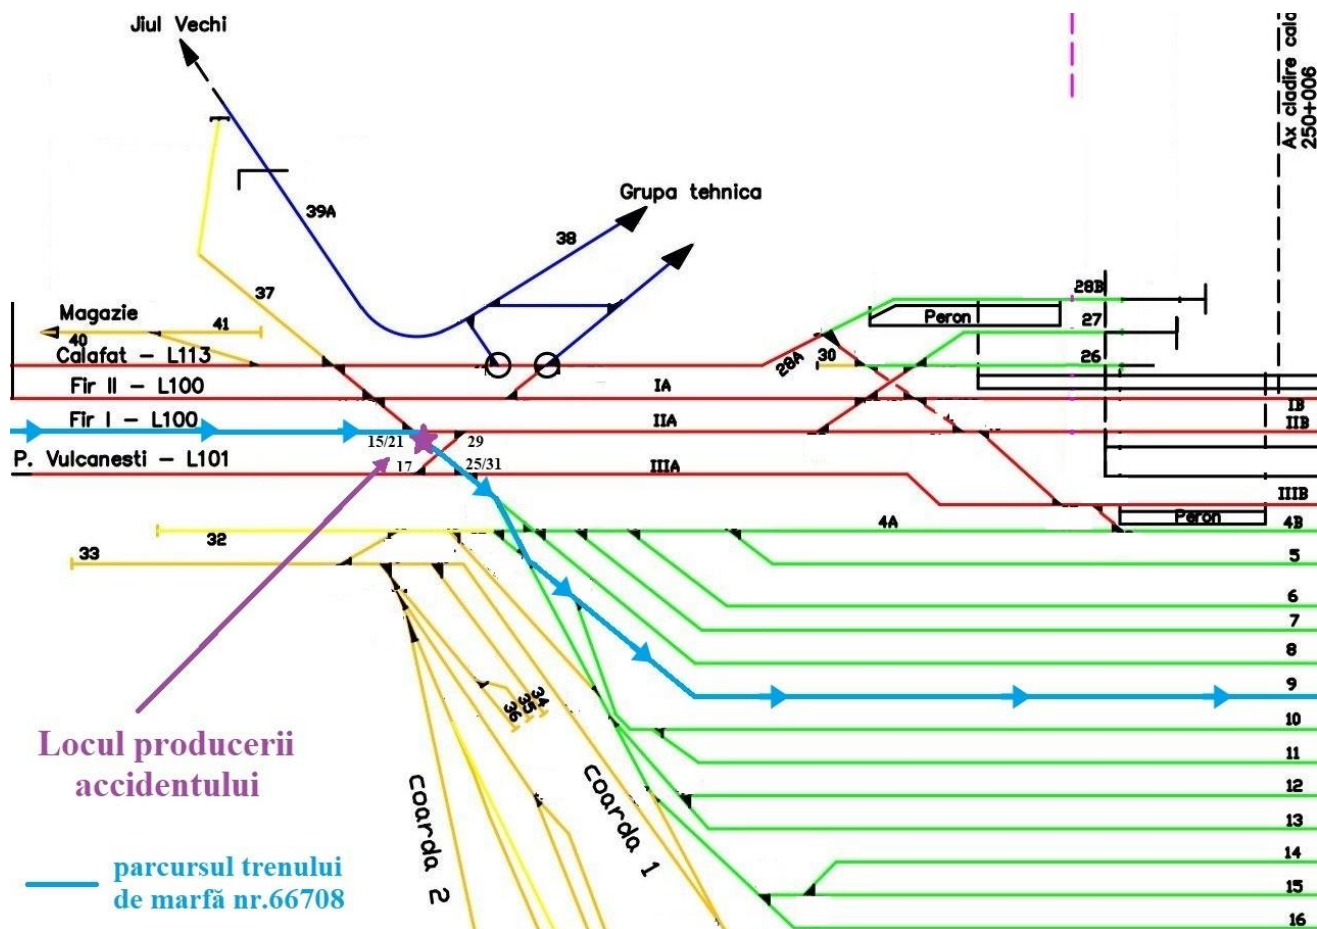 Jiul Vechi
Ax cladire cala
250+006
Grupa tehnica
39A
38
37
28B
Magazie
Peron
27
41
40
26
Calafat - L113
28A
30
Fir II - L100
IA
IB
Fir I - L100
IIA
IIB
15/21
29
P. Vulcanesti - L101
17
25/31
IIIA
IIIB
Peron
4A
4B
32
33
5
6
7
8
9
34
35
36
10
Locul producerii
accidentului
11
coarda 1
coarda 2
12
13
14
parcursul trenului
de marfă nr.66708
15
16